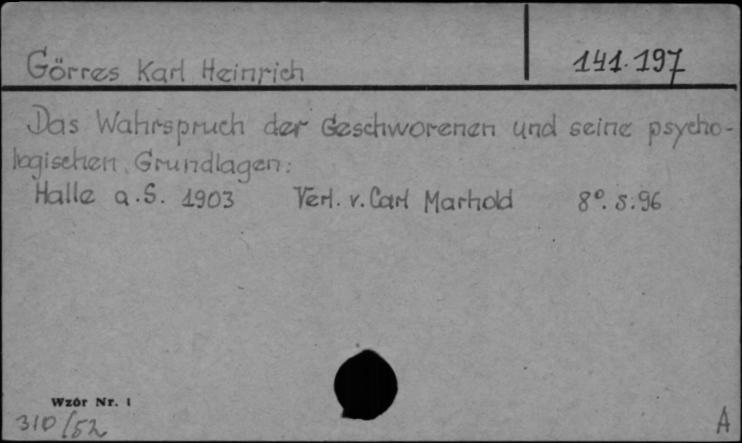 Görres Karl Heinrich
141.197
Das Wahrspruch der Geschworenen und seine psycho-
logischen Grundlagen:
Halle a.S. 1903 Verl. v. Carl Marhold 8º. s. 96
Wzór Nr. 1
310/52
A